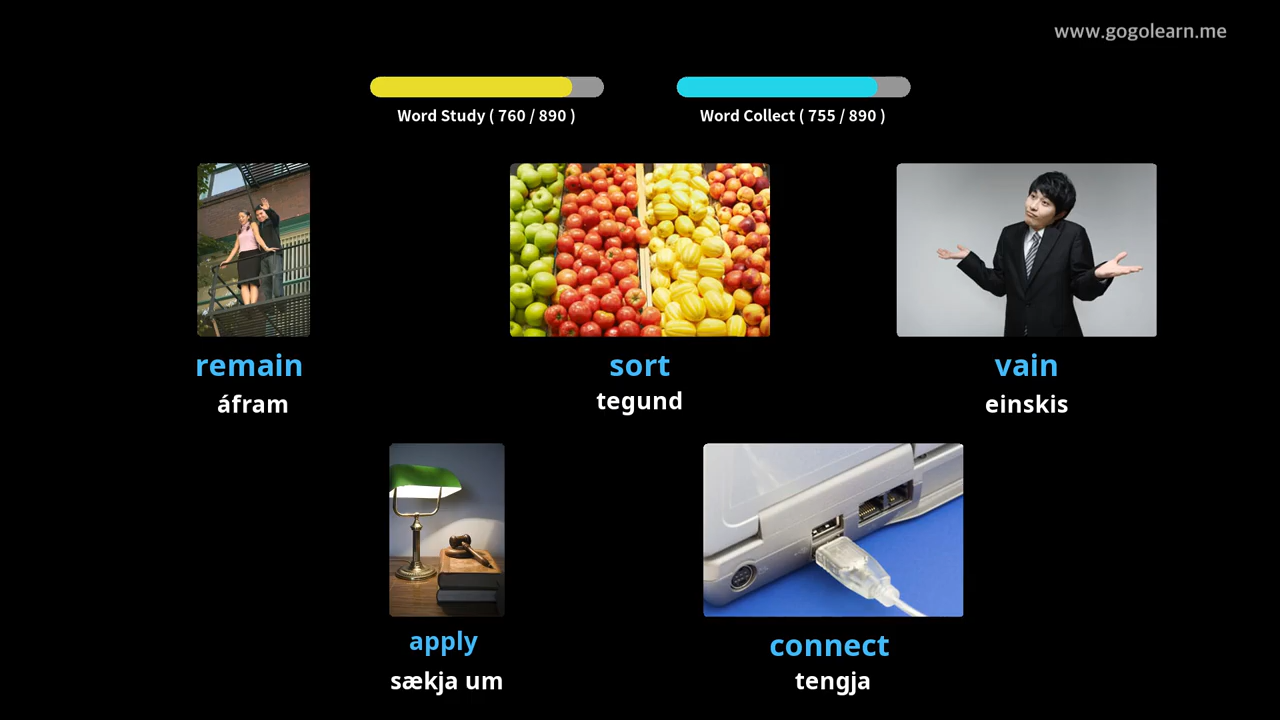 www.gogolearn.me
Word Study ( 760 / 890 )
Word Collect ( 755 / 890 )
remain
áfram
sort
tegund
vain
einskis
apply
sækja um
connect
tengja